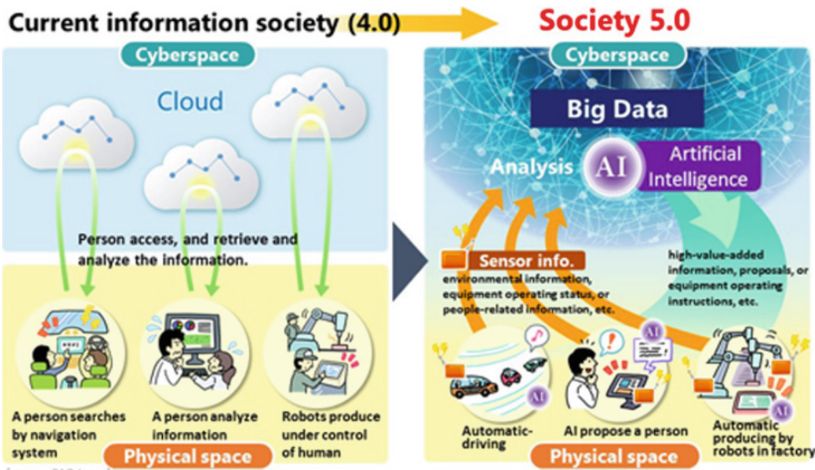 Current information society (4.0)
Society 5.0
Cyberspace
Cloud
Person access, and retrieve and
analyze the information.
A person searches
by navigation
system
A person analyze
information
Robots produce
under control
of human
Physical space
Cyberspace
Big Data
Analysis
AI
Artificial
Intelligence
Sensor info.
environmental information,
equipment operating status, or
people-related information, etc.
high-value-added
information, proposals, or
equipment operating
instructions, etc.
AI
AI
AI
Automatic-
driving
AI propose a person
Automatic
producing by
robots in factory
Physical space